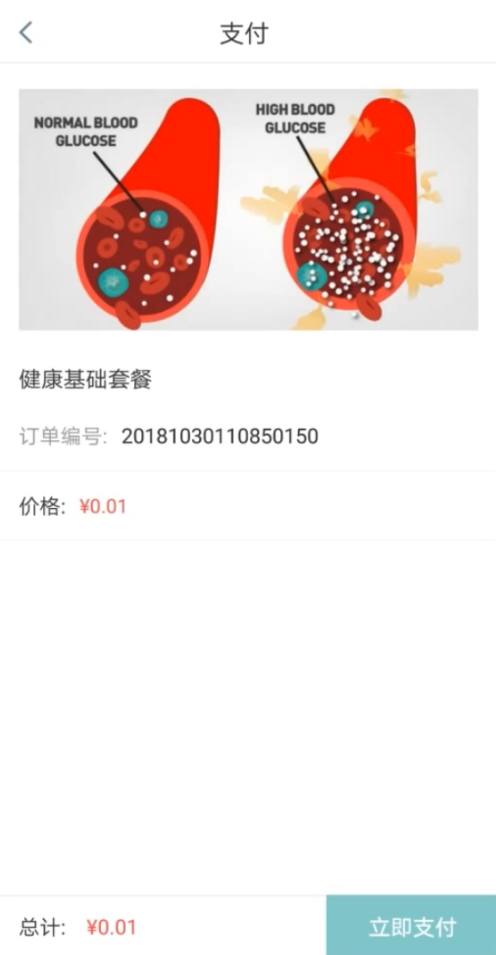 支付
NORMAL BLOOD
GLUCOSE
HIGH BLOOD
GLUCOSE
健康基础套餐
订单编号: 20181030110850150
价格: ¥0.01
总计: ¥0.01
立即支付